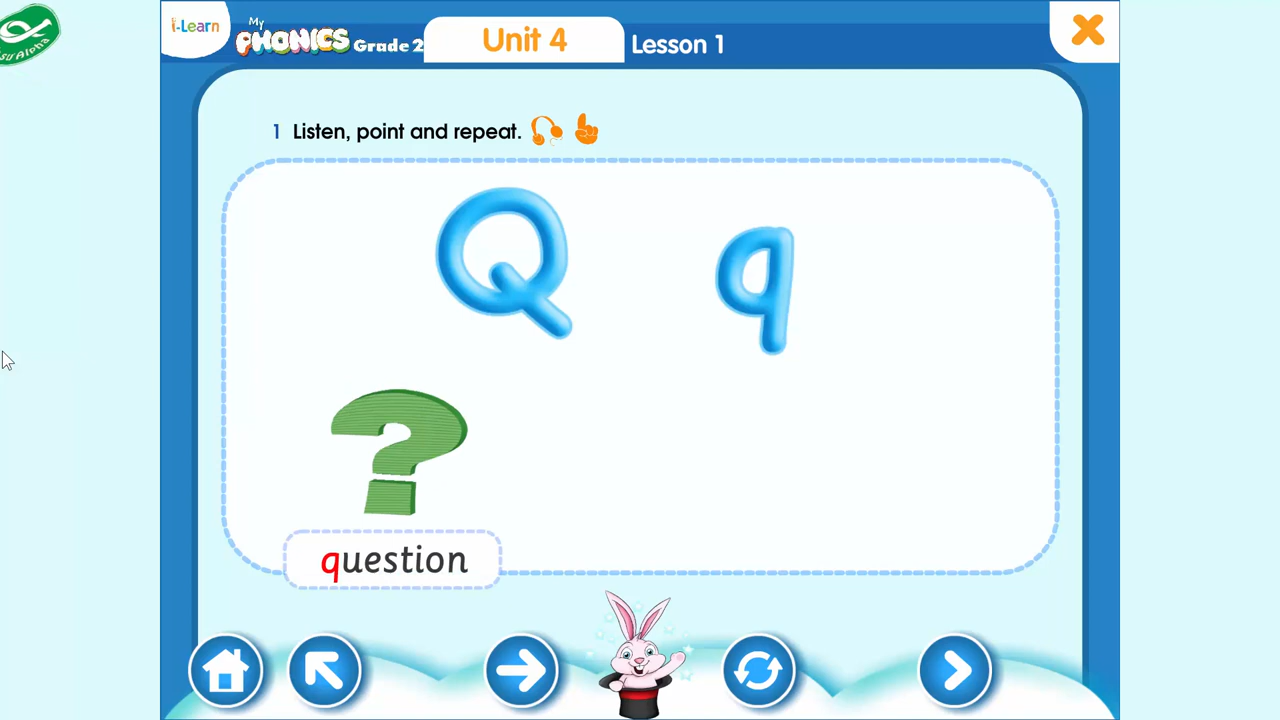 i-Learn
My
PHONICS Grade 2
Unit 4
Lesson 1
1 Listen, point and repeat.
Q q
?
question